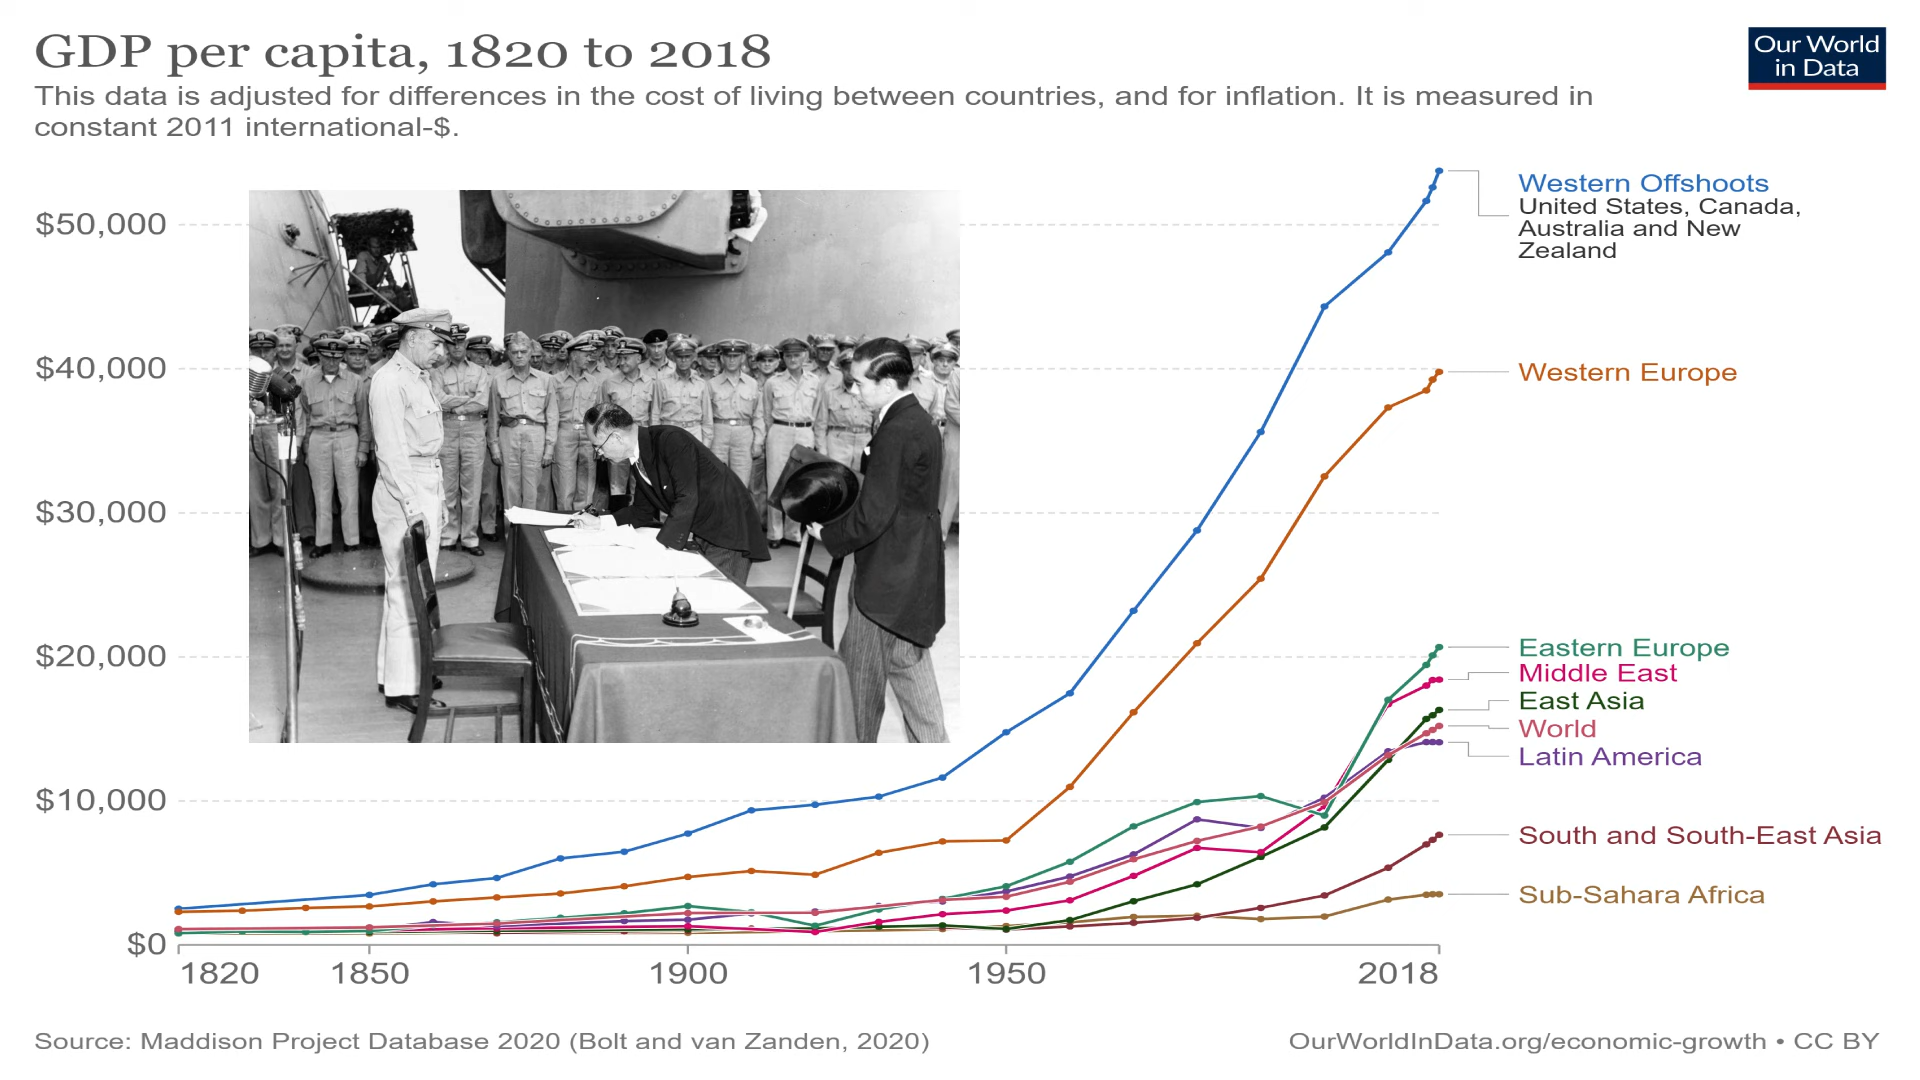 GDP per capita, 1820 to 2018
Our World
in Data
This data is adjusted for differences in the cost of living between countries, and for inflation. It is measured in
constant 2011 international-$.
$50,000
$40,000
$30,000
$20,000
$10,000
$0
1820
1850
1900
1950
2018
Western Offshoots
United States, Canada,
Australia and New
Zealand
Western Europe
Eastern Europe
Middle East
East Asia
World
Latin America
South and South-East Asia
Sub-Sahara Africa
Source: Maddison Project Database 2020 (Bolt and van Zanden, 2020)
OurWorldInData.org/economic-growth • CC BY